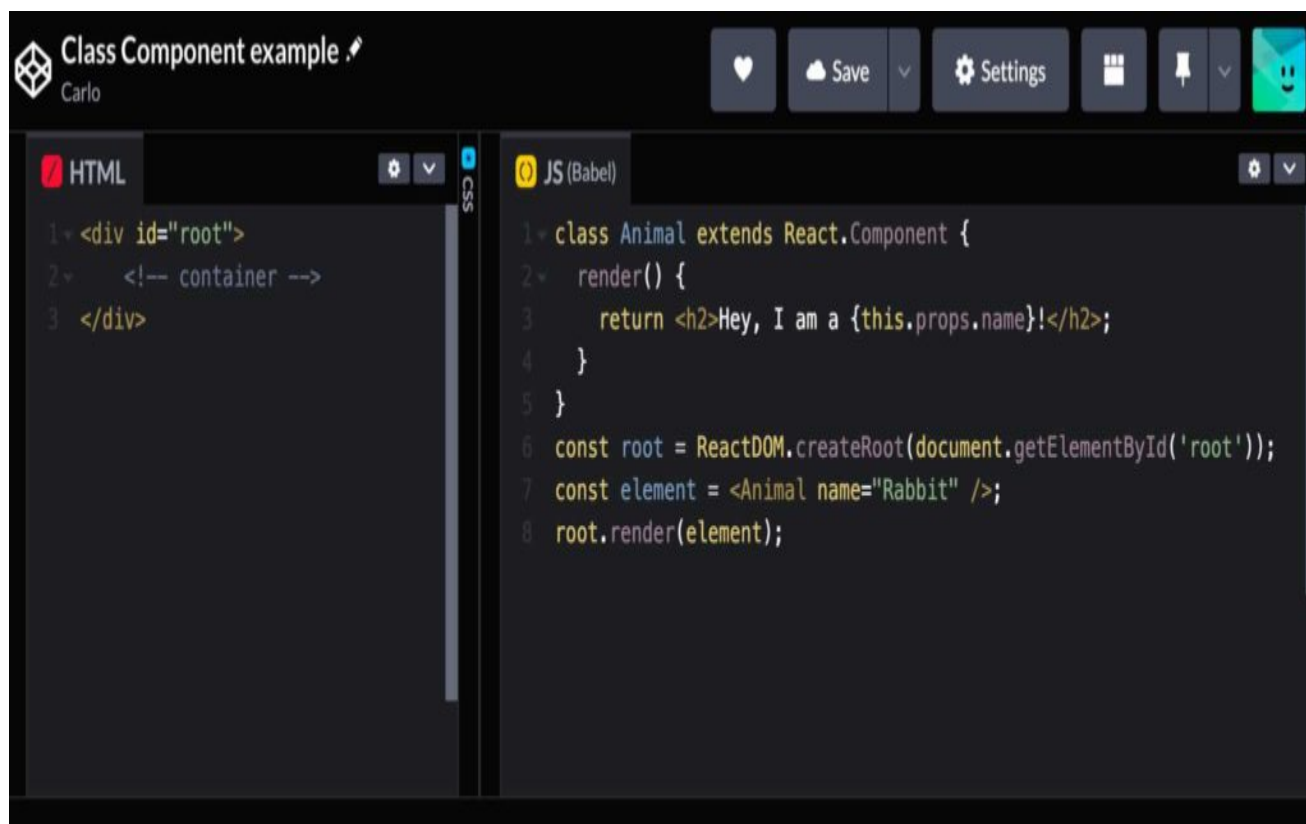 Class Component example
Carlo
Save
Settings
HTML
CSS
JS (Babel)
1 <div id="root">
2 <!-- container -->
3 </div>
1 class Animal extends React.Component {
2 render() {
3 return <h2>Hey, I am a {this.props.name}!</h2>;
4 }
5 }
6 const root = ReactDOM.createRoot(document.getElementById('root'));
7 const element = <Animal name="Rabbit" />;
8 root.render(element);